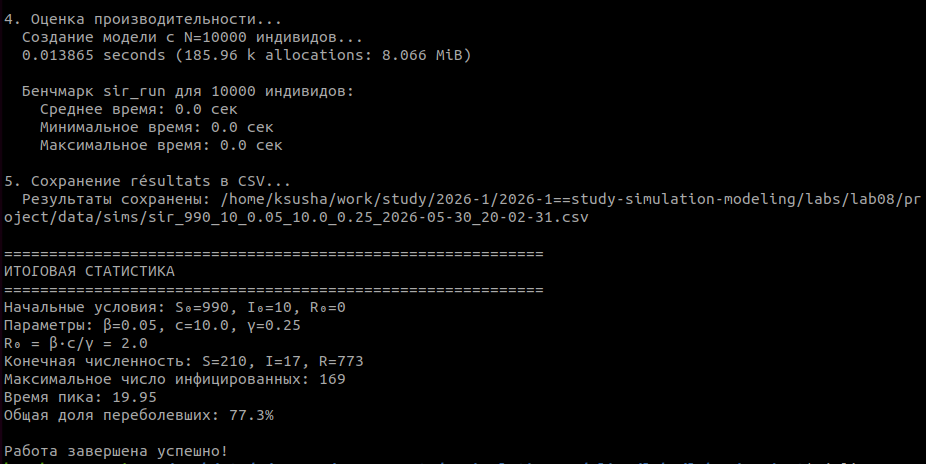 4. Оценка производительности...
  Создание модели с N=10000 индивидов...
  0.013865 seconds (185.96 k allocations: 8.066 MiB)

  Бенчмарк sir_run для 10000 индивидов:
    Среднее время: 0.0 сек
    Минимальное время: 0.0 сек
    Максимальное время: 0.0 сек

5. Сохранение résultats в CSV...
  Результаты сохранены: /home/ksusha/work/study/2026-1/2026-1==study-simulation-modeling/labs/lab08/pr
oject/data/sims/sir_990_10_0.05_10.0_0.25_2026-05-30_20-02-31.csv

============================================================
ИТОГОВАЯ СТАТИСТИКА
============================================================
Начальные условия: S₀=990, I₀=10, R₀=0
Параметры: β=0.05, c=10.0, γ=0.25
R₀ = β·c/γ = 2.0
Конечная численность: S=210, I=17, R=773
Максимальное число инфицированных: 169
Время пика: 19.95
Общая доля переболевших: 77.3%

Работа завершена успешно!